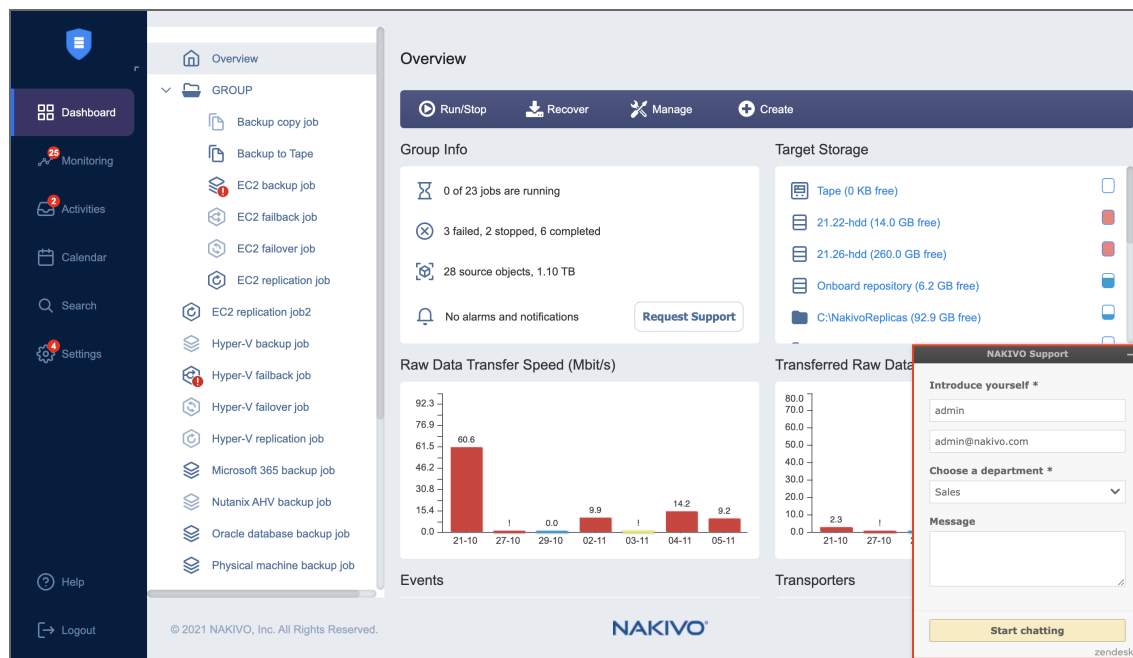 Dashboard
25
Monitoring
2
Activities
Calendar
Search
4
Settings
Help
Logout
Overview
GROUP
Backup copy job
Backup to Tape
EC2 backup job
EC2 failback job
EC2 failover job
EC2 replication job
EC2 replication job2
Hyper-V backup job
Hyper-V failback job
Hyper-V failover job
Hyper-V replication job
Microsoft 365 backup job
Nutanix AHV backup job
Oracle database backup job
Physical machine backup job
Overview
Run/Stop Recover Manage Create
Group Info
0 of 23 jobs are running
3 failed, 2 stopped, 6 completed
28 source objects, 1.10 TB
No alarms and notifications
Request Support
Target Storage
Tape (0 KB free)
21.22-hdd (14.0 GB free)
21.26-hdd (260.0 GB free)
Onboard repository (6.2 GB free)
C:\NakivoReplicas (92.9 GB free)
Raw Data Transfer Speed (Mbit/s)
92.3
76.9
61.5
46.2
30.8
15.4
0.0
60.6 ! 0.0 9.9 ! 14.2 9.2
21-10 27-10 29-10 02-11 03-11 04-11 05-11
Transferred Raw Data
80.0
70.0
60.0
50.0
40.0
30.0
20.0
10.0
0.0
2.3 !
21-10 27-10
Events
Transporters
NAKIVO Support
Introduce yourself *
admin
admin@nakivo.com
Choose a department *
Sales
Message
Start chatting
zendesk
© 2021 NAKIVO, Inc. All Rights Reserved.
NAKIVO®